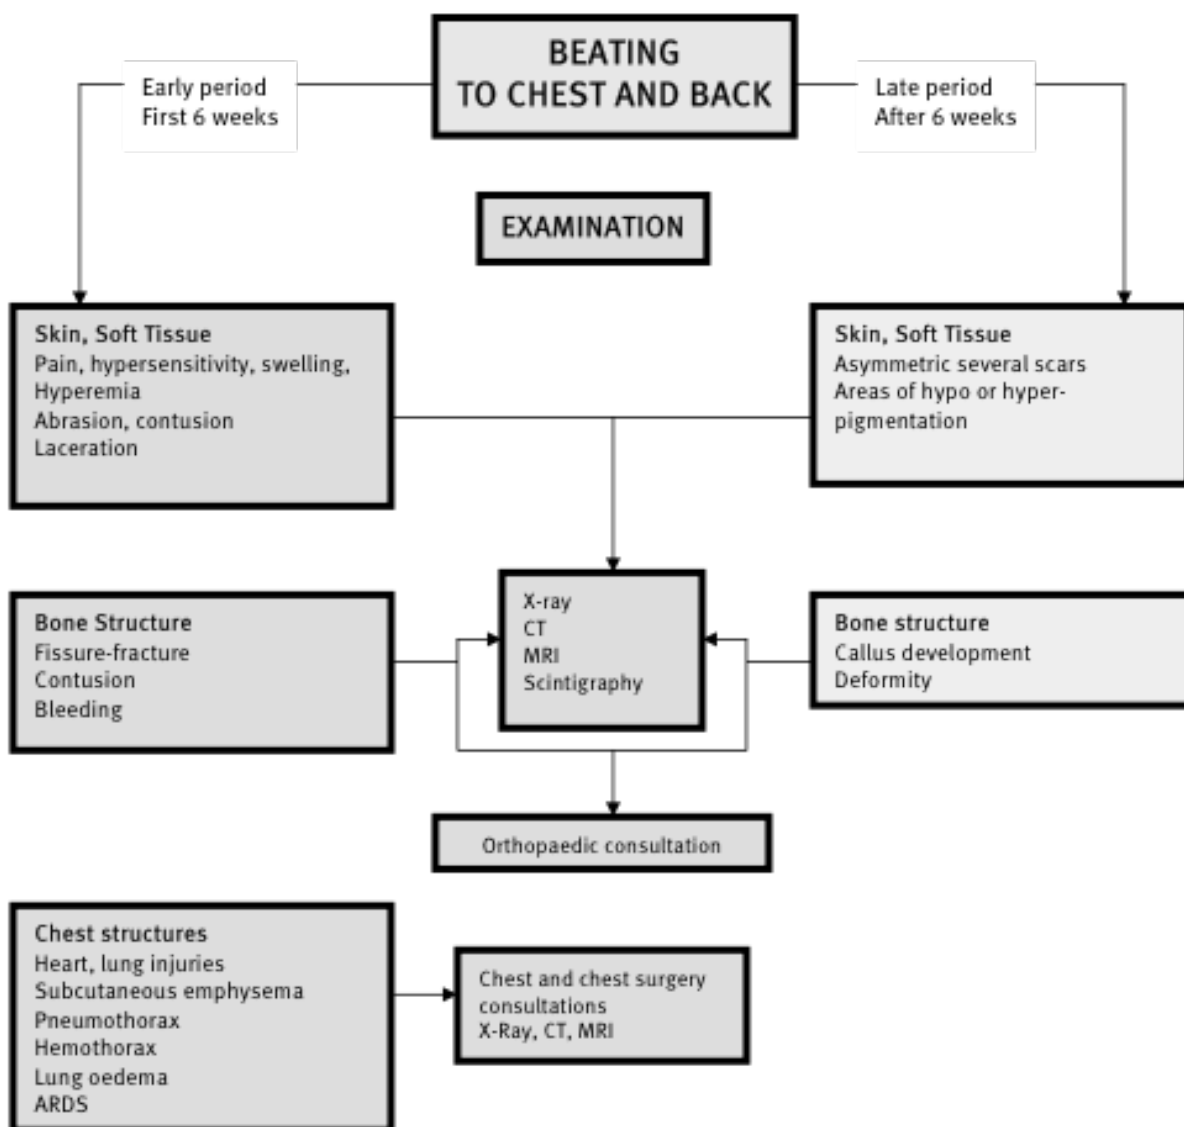 BEATING
TO CHEST AND BACK
Early period
First 6 weeks
Late period
After 6 weeks
EXAMINATION
Skin, Soft Tissue
Pain, hypersensitivity, swelling,
Hyperemia
Abrasion, contusion
Laceration
Skin, Soft Tissue
Asymmetric several scars
Areas of hypo or hyper-
pigmentation
Bone Structure
Fissure-fracture
Contusion
Bleeding
X-ray
CT
MRI
Scintigraphy
Bone structure
Callus development
Deformity
Orthopaedic consultation
Chest structures
Heart, lung injuries
Subcutaneous emphysema
Pneumothorax
Hemothorax
Lung oedema
ARDS
Chest and chest surgery
consultations
X-Ray, CT, MRI